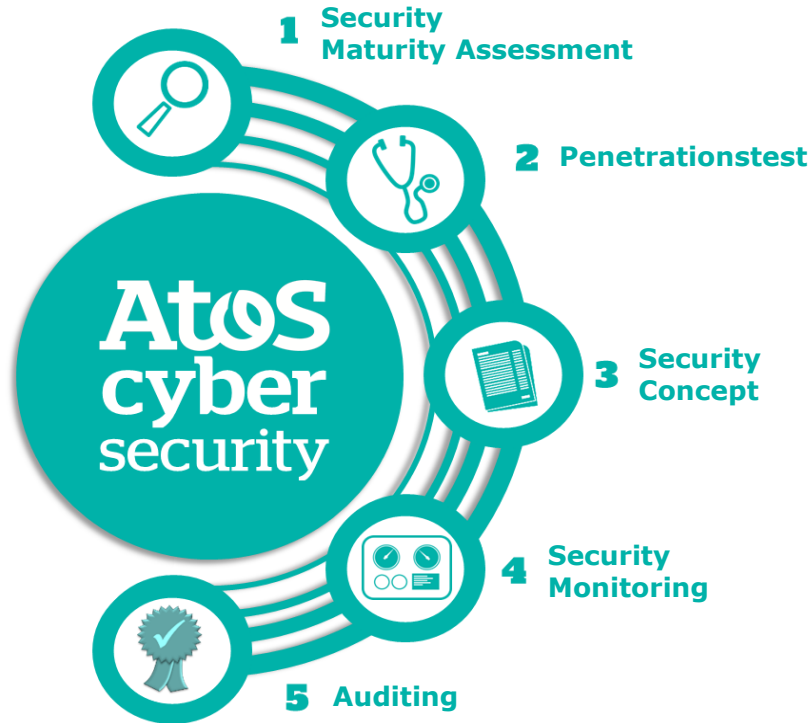 1 Security
Maturity Assessment
2 Penetrationstest
Atos
cyber
security
3 Security
Concept
4 Security
Monitoring
5 Auditing